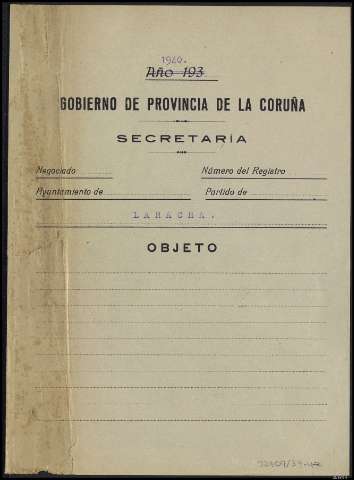 1940.
Año 193
GOBIERNO DE PROVINCIA DE LA CORUÑA
SECRETARÍA
Negociado Número del Registro
Ayuntamiento de Partido de
LARACHA.
OBJETO